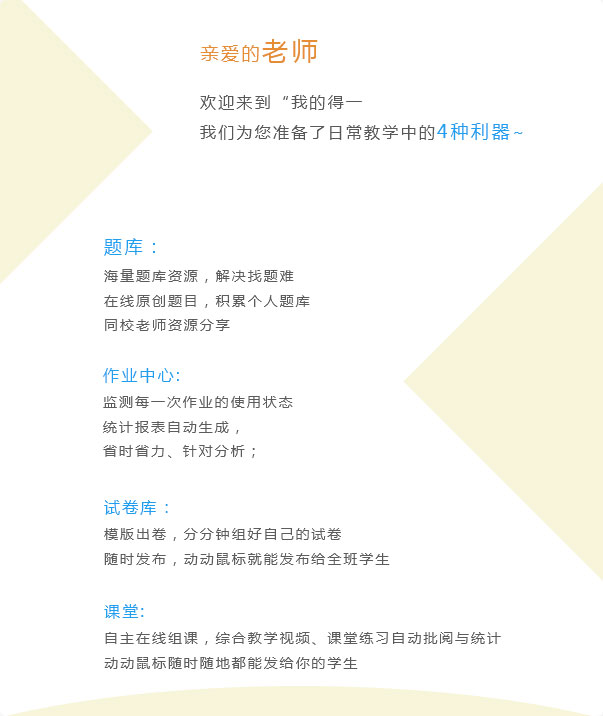 亲爱的老师
欢迎来到“我的得一
我们为您准备了日常教学中的4种利器~
题库：
海量题库资源，解决找题难
在线原创题目，积累个人题库
同校老师资源分享
作业中心:
监测每一次作业的使用状态
统计报表自动生成，
省时省力、针对分析；
试卷库：
模版出卷，分分钟组好自己的试卷
随时发布，动动鼠标就能发布给全班学生
课堂:
自主在线组课，综合教学视频、课堂练习自动批阅与统计
动动鼠标随时随地都能发给你的学生